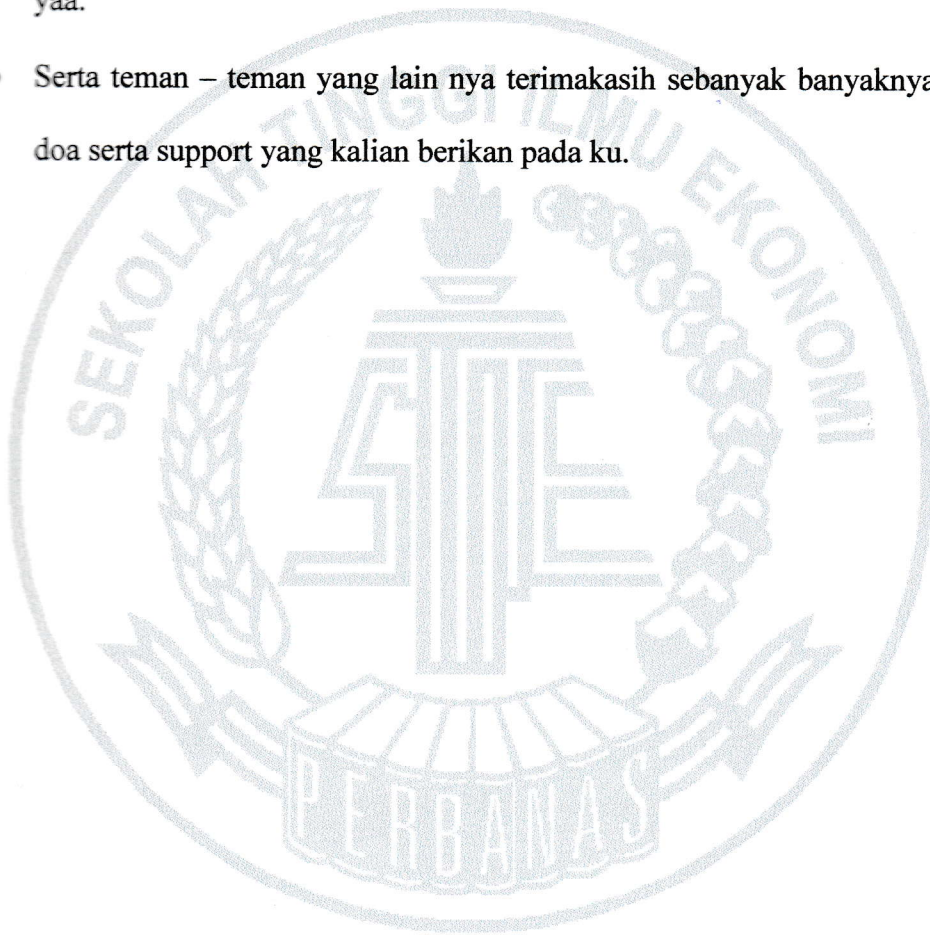 yaa.
Serta teman – teman yang lain nya terimakasih sebanyak banyaknya
doa serta support yang kalian berikan pada ku.
SEKOLAH TINGGI ILMU EKONOMI
STIE
PERBANAS